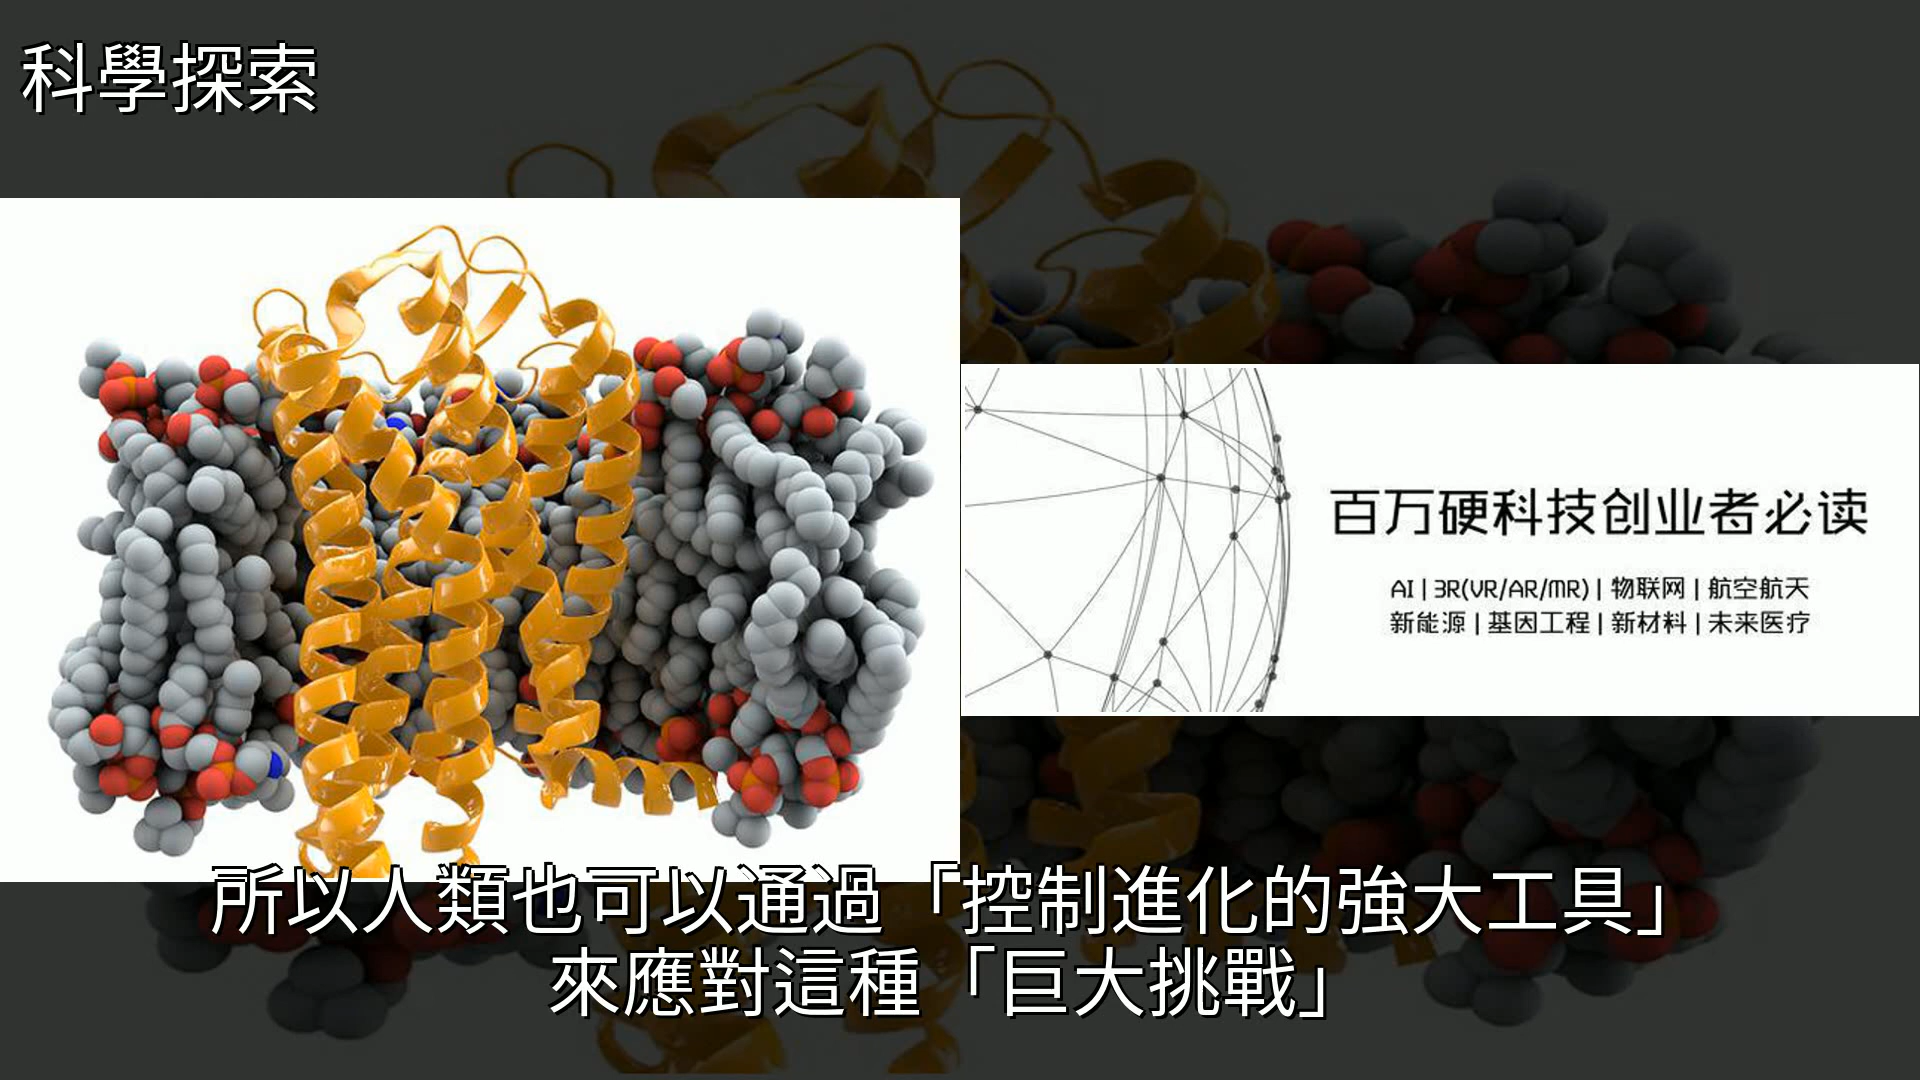 科學探索
百万硬科技创业者必读
AI | 3R(VR/AR/MR) | 物联网 | 航空航天
新能源 | 基因工程 | 新材料 | 未来医疗
所以人類也可以通過「控制進化的強大工具」
來應對這種「巨大挑戰」